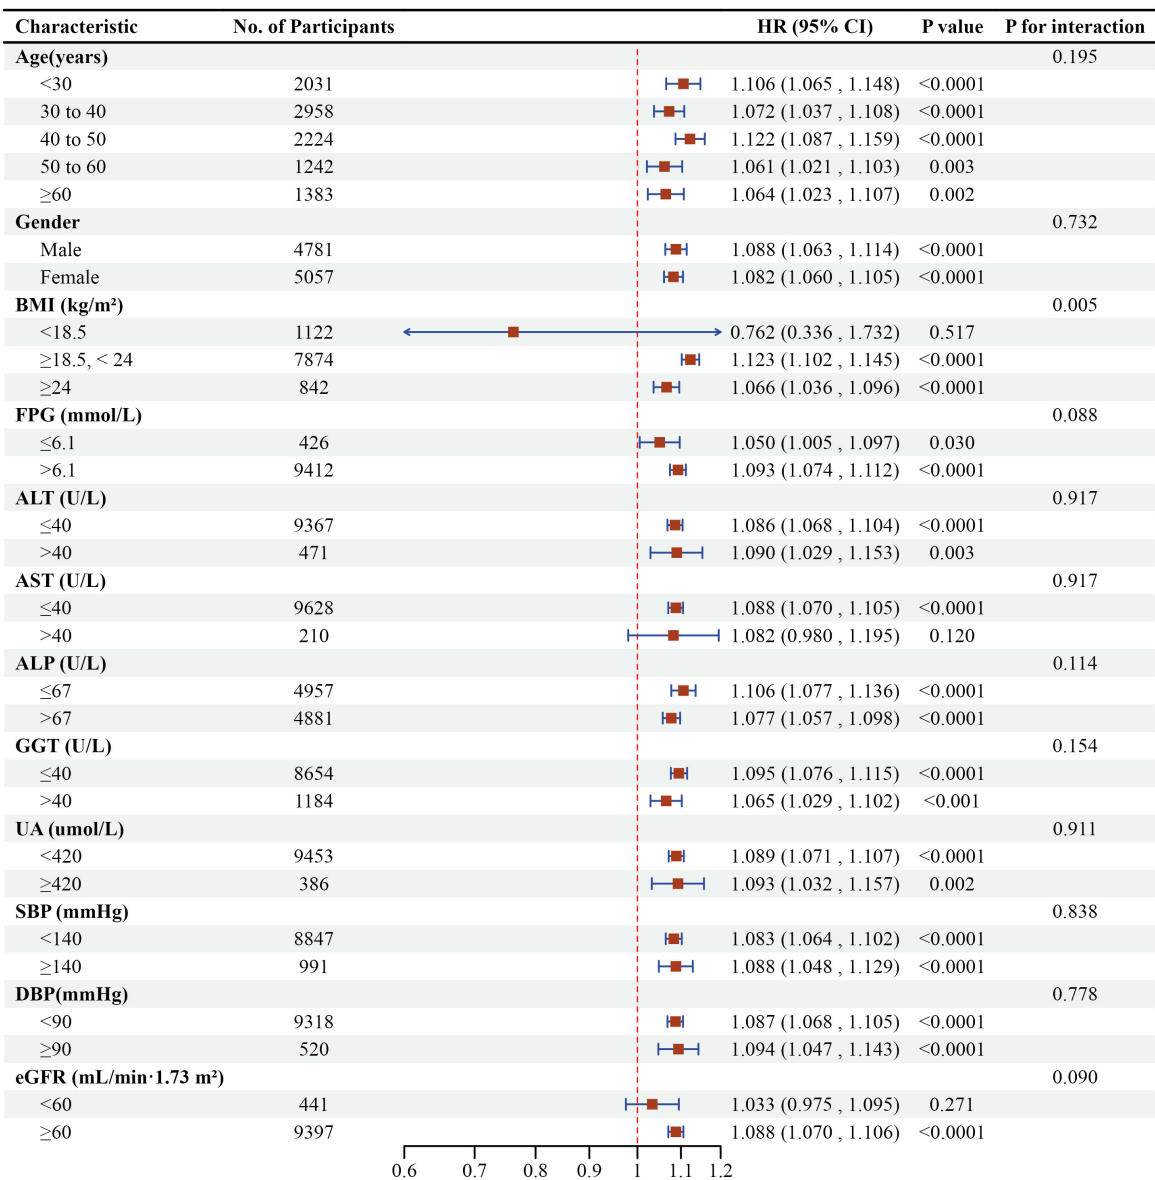 Characteristic No. of Participants HR (95% CI) P value P for interaction
Age(years) 0.195
<30 2031 1.106 (1.065 , 1.148) <0.0001
30 to 40 2958 1.072 (1.037 , 1.108) <0.0001
40 to 50 2224 1.122 (1.087 , 1.159) <0.0001
50 to 60 1242 1.061 (1.021 , 1.103) 0.003
≥60 1383 1.064 (1.023 , 1.107) 0.002
Gender 0.732
Male 4781 1.088 (1.063 , 1.114) <0.0001
Female 5057 1.082 (1.060 , 1.105) <0.0001
BMI (kg/m²) 0.005
<18.5 1122 0.762 (0.336 , 1.732) 0.517
≥18.5, < 24 7874 1.123 (1.102 , 1.145) <0.0001
≥24 842 1.066 (1.036 , 1.096) <0.0001
FPG (mmol/L) 0.088
≤6.1 426 1.050 (1.005 , 1.097) 0.030
>6.1 9412 1.093 (1.074 , 1.112) <0.0001
ALT (U/L) 0.917
≤40 9367 1.086 (1.068 , 1.104) <0.0001
>40 471 1.090 (1.029 , 1.153) 0.003
AST (U/L) 0.917
≤40 9628 1.088 (1.070 , 1.105) <0.0001
>40 210 1.082 (0.980 , 1.195) 0.120
ALP (U/L) 0.114
≤67 4957 1.106 (1.077 , 1.136) <0.0001
>67 4881 1.077 (1.057 , 1.098) <0.0001
GGT (U/L) 0.154
≤40 8654 1.095 (1.076 , 1.115) <0.0001
>40 1184 1.065 (1.029 , 1.102) <0.001
UA (umol/L) 0.911
<420 9453 1.089 (1.071 , 1.107) <0.0001
≥420 386 1.093 (1.032 , 1.157) 0.002
SBP (mmHg) 0.838
<140 8847 1.083 (1.064 , 1.102) <0.0001
≥140 991 1.088 (1.048 , 1.129) <0.0001
DBP(mmHg) 0.778
<90 9318 1.087 (1.068 , 1.105) <0.0001
≥90 520 1.094 (1.047 , 1.143) <0.0001
eGFR (mL/min·1.73 m²) 0.090
<60 441 1.033 (0.975 , 1.095) 0.271
≥60 9397 1.088 (1.070 , 1.106) <0.0001
0.6 0.7 0.8 0.9 1 1.1 1.2